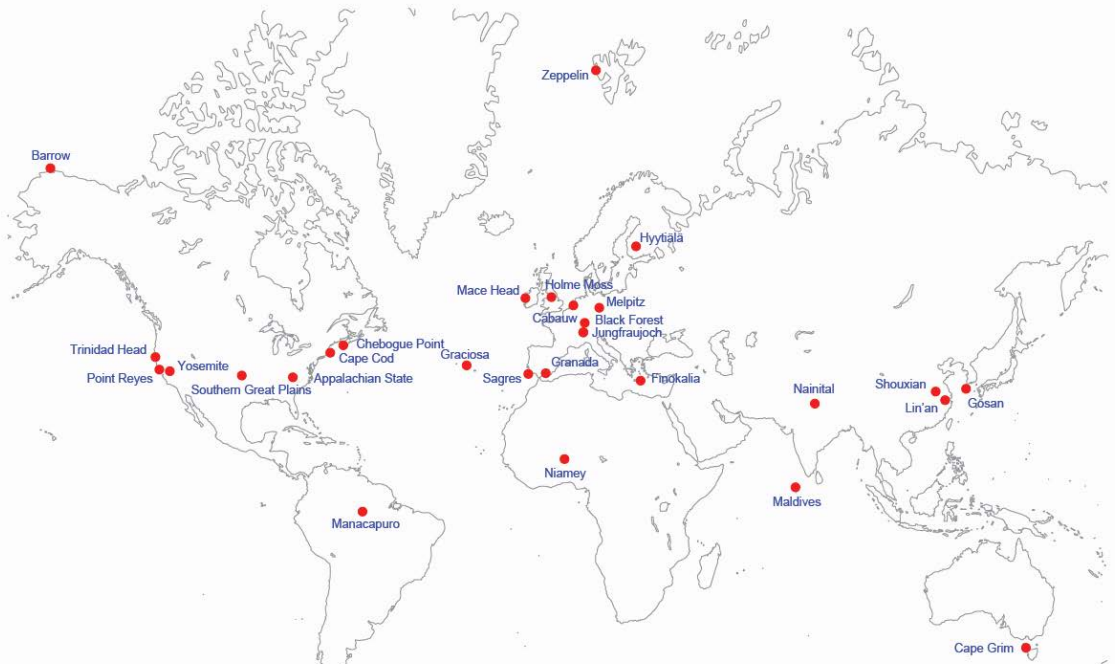 Zeppelin
Barrow
Hyytiälä
Mace Head
Holme Moss
Melpitz
Cabauw
Black Forest
Jungfraujoch
Chebogue Point
Trinidad Head
Cape Cod
Graciosa
Granada
Yosemite
Point Reyes
Sagres
Appalachian State
Finokalia
Southern Great Plains
Nainital
Shouxian
Lin'an
Gosan
Niamey
Maldives
Manacapuro
Cape Grim